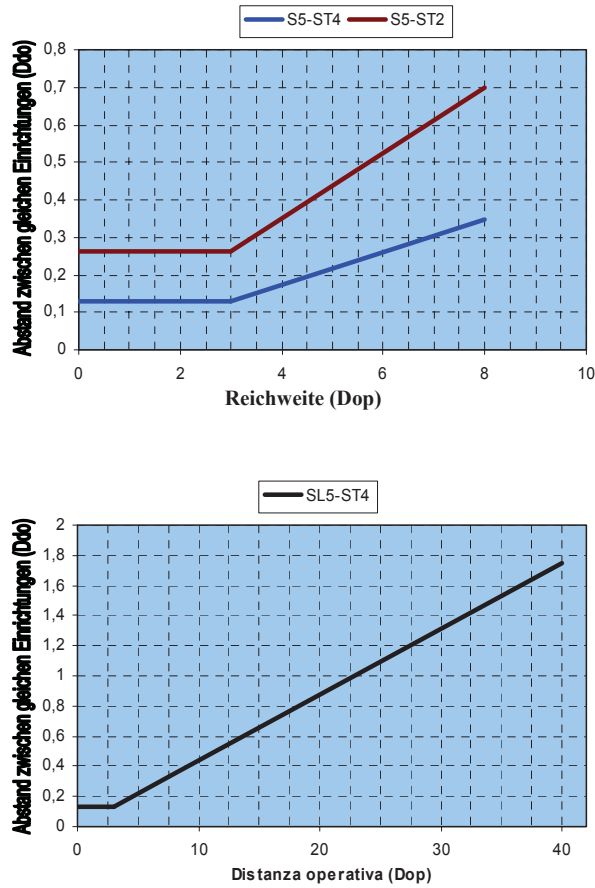 S5-ST4 S5-ST2
Abstand zwischen gleichen Einrichtungen (Ddo)
0,8
0,7
0,6
0,5
0,4
0,3
0,2
0,1
0
0 2 4 6 8 10
Reichweite (Dop)
SL5-ST4
Abstand zwischen gleichen Einrichtungen (Ddo)
2
1,8
1,6
1,4
1,2
1
0,8
0,6
0,4
0,2
0
0 10 20 30 40
Distanza operativa (Dop)